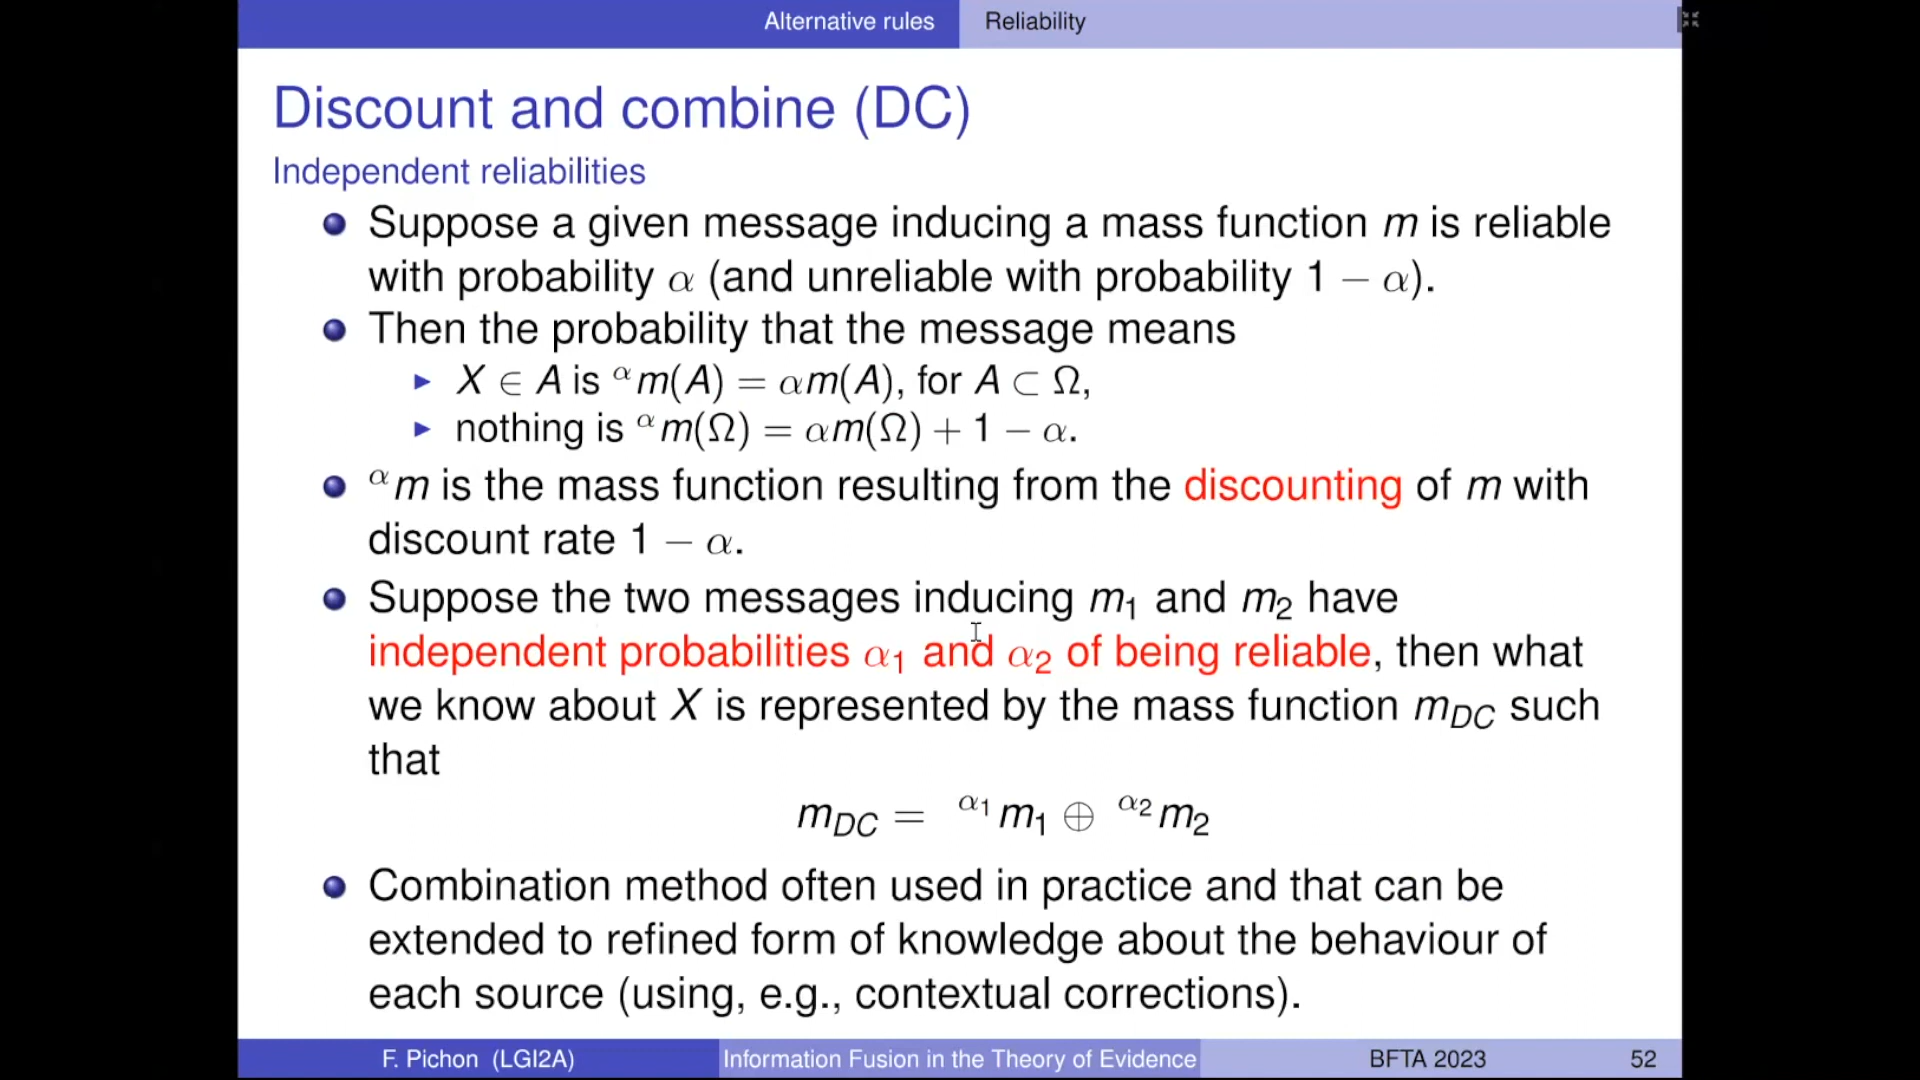 Alternative rules Reliability
Discount and combine (DC)
Independent reliabilities
Suppose a given message inducing a mass function m is reliable
with probability α (and unreliable with probability 1 − α).
Then the probability that the message means
X ∈ A is ᵅm(A) = αm(A), for A ⊂ Ω,
nothing is ᵅm(Ω) = αm(Ω) + 1 − α.
ᵅm is the mass function resulting from the discounting of m with
discount rate 1 − α.
Suppose the two messages inducing m₁ and m₂ have
independent probabilities α₁ and α₂ of being reliable, then what
we know about X is represented by the mass function m_DC such
that
m_DC = ^α₁m₁ ⊕ ^α₂m₂
Combination method often used in practice and that can be
extended to refined form of knowledge about the behaviour of
each source (using, e.g., contextual corrections).
F. Pichon (LGI2A) Information Fusion in the Theory of Evidence BFTA 2023 52